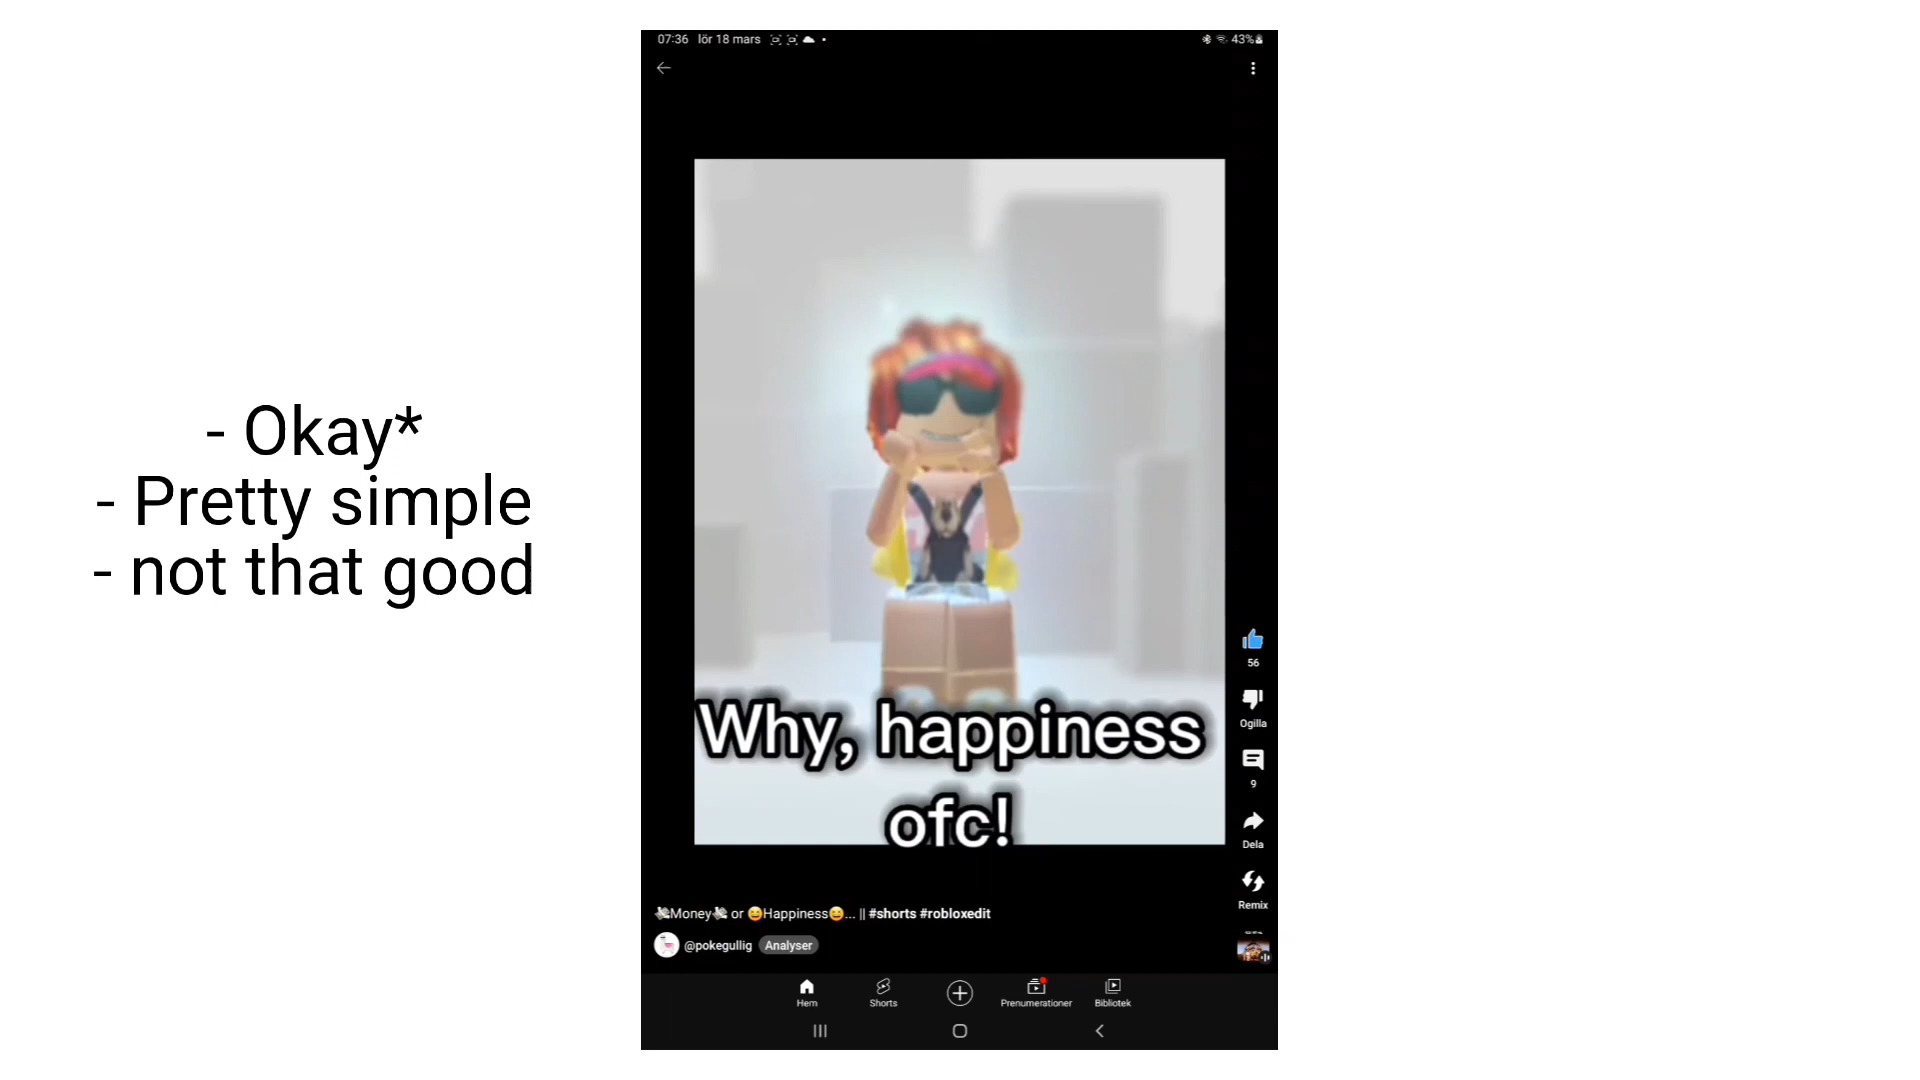 - Okay*
- Pretty simple
- not that good
07:36 lör 18 mars
43%
Why, happiness
ofc!
56
Ogilla
9
Dela
Remix
💸Money💸 or 😄Happiness😄... || #shorts #robloxedit
@pokegullig Analyser
Hem
Shorts
Prenumerationer
Bibliotek